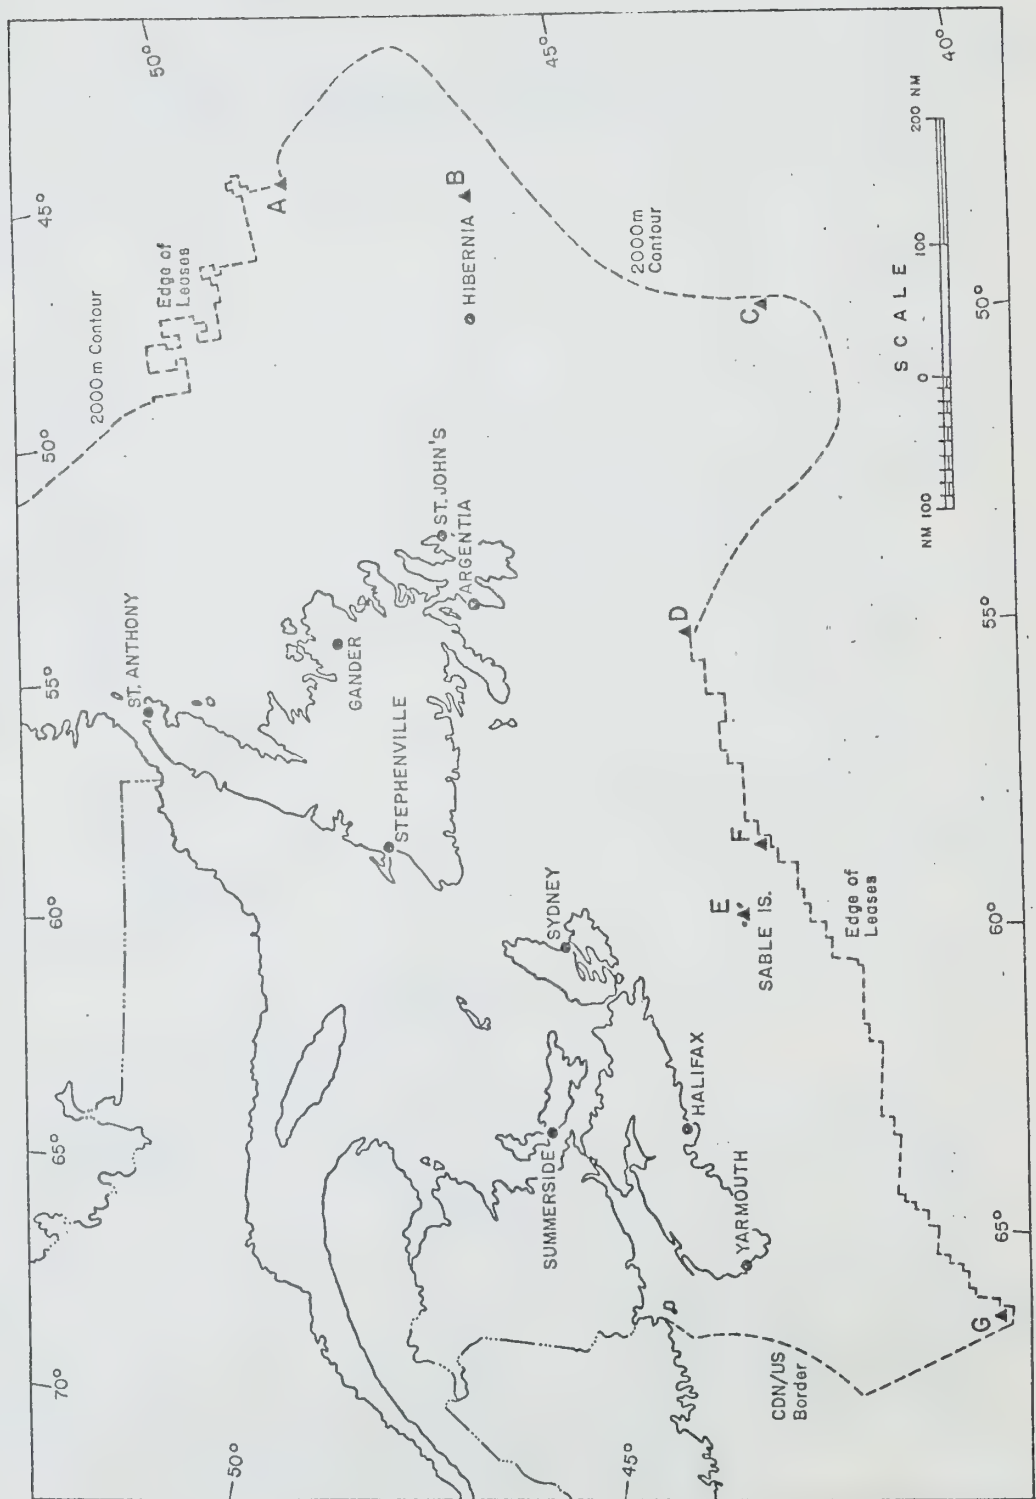 50°
45°
40°
45°
2000 m Contour
Edge of
Leases
A
B
HIBERNIA
2000m
Contour
C
50°
SCALE
NM 100
0
100
200 NM
50°
ST. JOHN'S
ARGENTIA
GANDER
ST. ANTHONY
55°
STEPHENVILLE
D
55°
F
E
SABLE IS.
Edge of
Leases
60°
60°
SYDNEY
HALIFAX
SUMMERSIDE
YARMOUTH
65°
65°
G
CDN/US
Border
70°
50°
45°